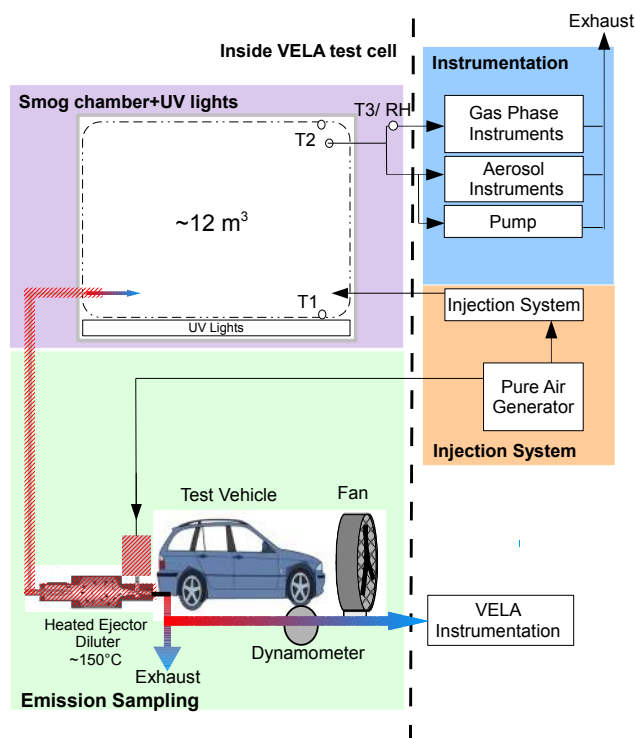 Exhaust
Inside VELA test cell
Instrumentation
Smog chamber+UV lights
T3/ RH
Gas Phase
Instruments
T2
Aerosol
Instruments
~12 m³
Pump
T1
Injection System
UV Lights
Pure Air
Generator
Injection System
Test Vehicle
Fan
VELA
Instrumentation
Heated Ejector
Diluter
~150°C
Dynamometer
Exhaust
Emission Sampling